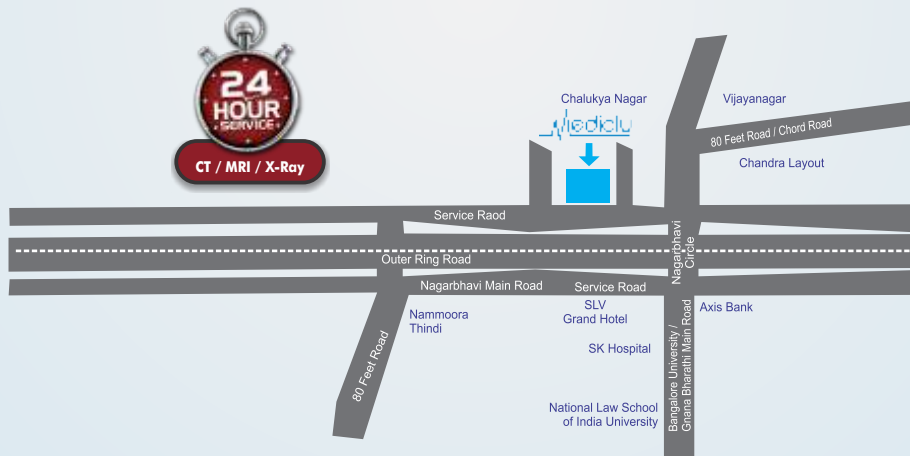 24
HOUR
SERVICE
CT / MRI / X-Ray
Chalukya Nagar
Mediclu
Vijayanagar
80 Feet Road / Chord Road
Chandra Layout
Service Raod
Outer Ring Road
Nagarbhavi
Circle
Nagarbhavi Main Road
Service Road
Nammoora
Thindi
80 Feet Road
SLV
Grand Hotel
SK Hospital
National Law School
of India University
Axis Bank
Bangalore University /
Gnana Bharathi Main Road